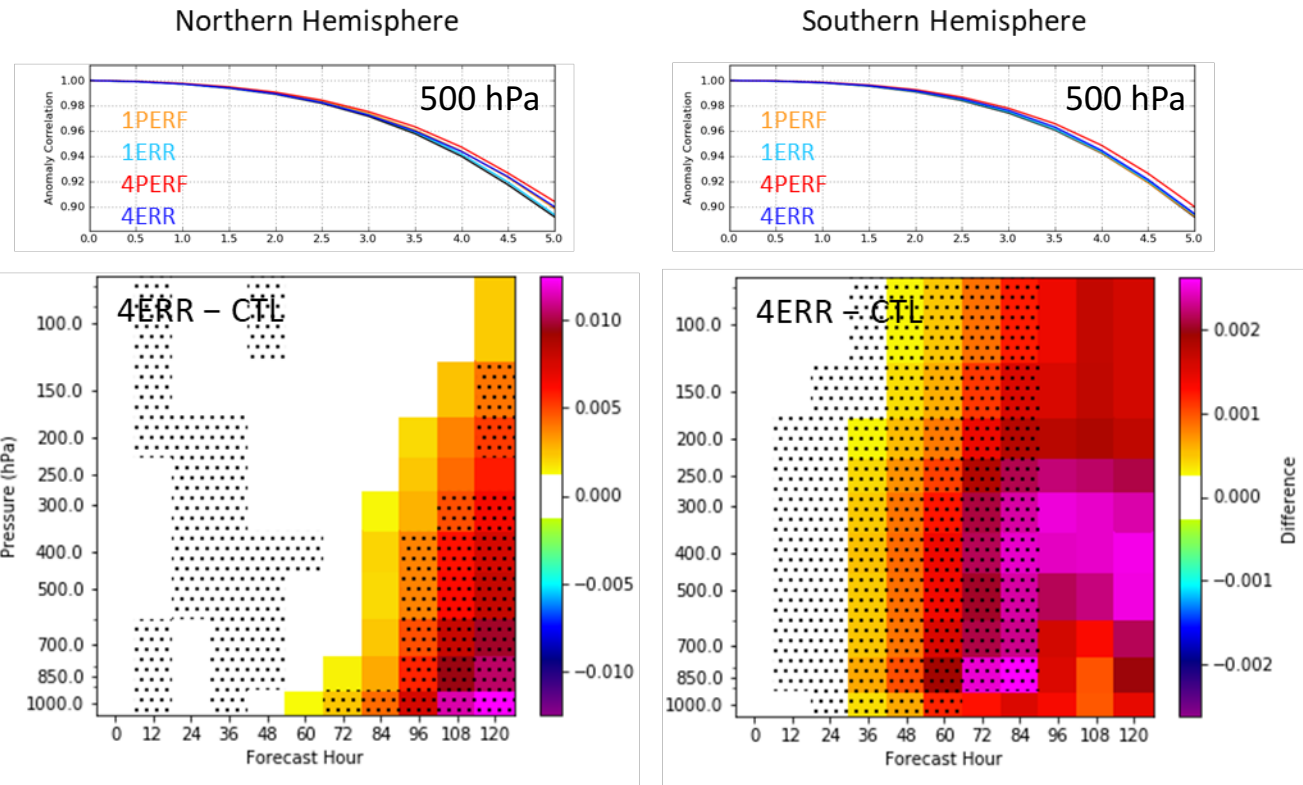 Northern Hemisphere
Southern Hemisphere
500 hPa
Anomaly Correlation
1.00
0.98
0.96
0.94
0.92
0.90
1PERF
1ERR
4PERF
4ERR
0.0 0.5 1.0 1.5 2.0 2.5 3.0 3.5 4.0 4.5 5.0
500 hPa
Anomaly Correlation
1.00
0.98
0.96
0.94
0.92
0.90
1PERF
1ERR
4PERF
4ERR
0.0 0.5 1.0 1.5 2.0 2.5 3.0 3.5 4.0 4.5 5.0
4ERR – CTL
Pressure (hPa)
100.0
150.0
200.0
250.0
300.0
400.0
500.0
700.0
850.0
1000.0
0 12 24 36 48 60 72 84 96 108 120
Forecast Hour
0.010
0.005
0.000
−0.005
−0.010
4ERR – CTL
100.0
150.0
200.0
250.0
300.0
400.0
500.0
700.0
850.0
1000.0
0 12 24 36 48 60 72 84 96 108 120
Forecast Hour
0.002
0.001
0.000
−0.001
−0.002
Difference